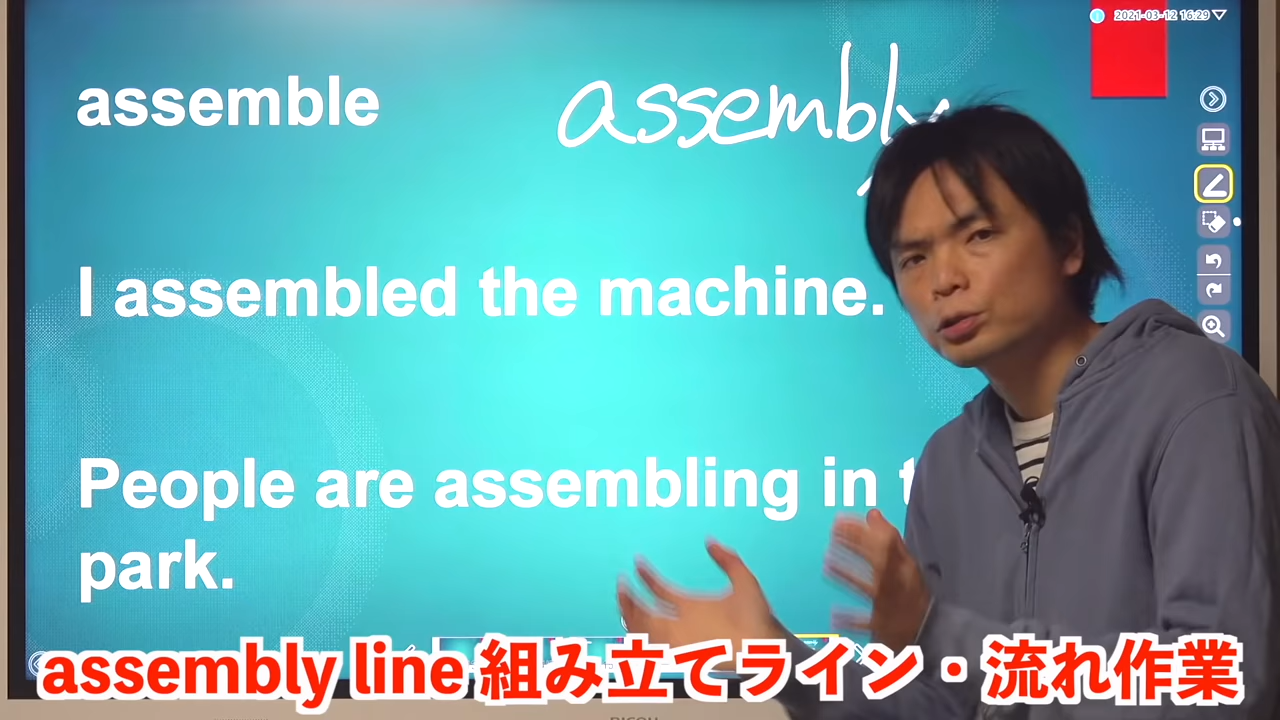 2021-03-12 16:29
assemble
assembly
I assembled the machine.
People are assembling in t
park.
assembly line 組み立てライン・流れ作業
RICOH